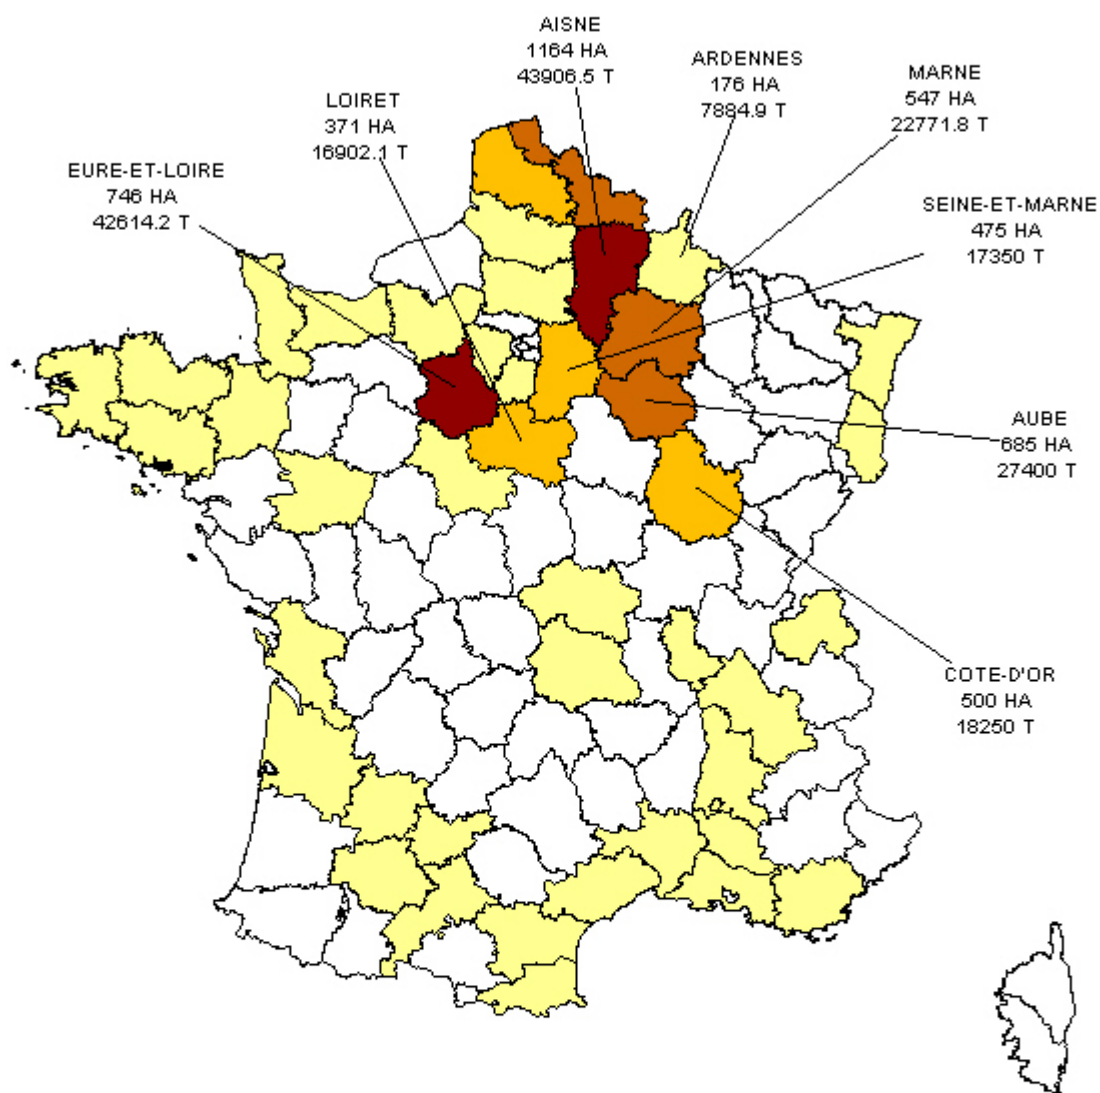 AISNE
1164 HA
43906.5 T
ARDENNES
176 HA
7884.9 T
MARNE
547 HA
22771.8 T
LOIRET
371 HA
16902.1 T
EURE-ET-LOIRE
746 HA
42614.2 T
SEINE-ET-MARNE
475 HA
17350 T
AUBE
685 HA
27400 T
COTE-D'OR
500 HA
18250 T